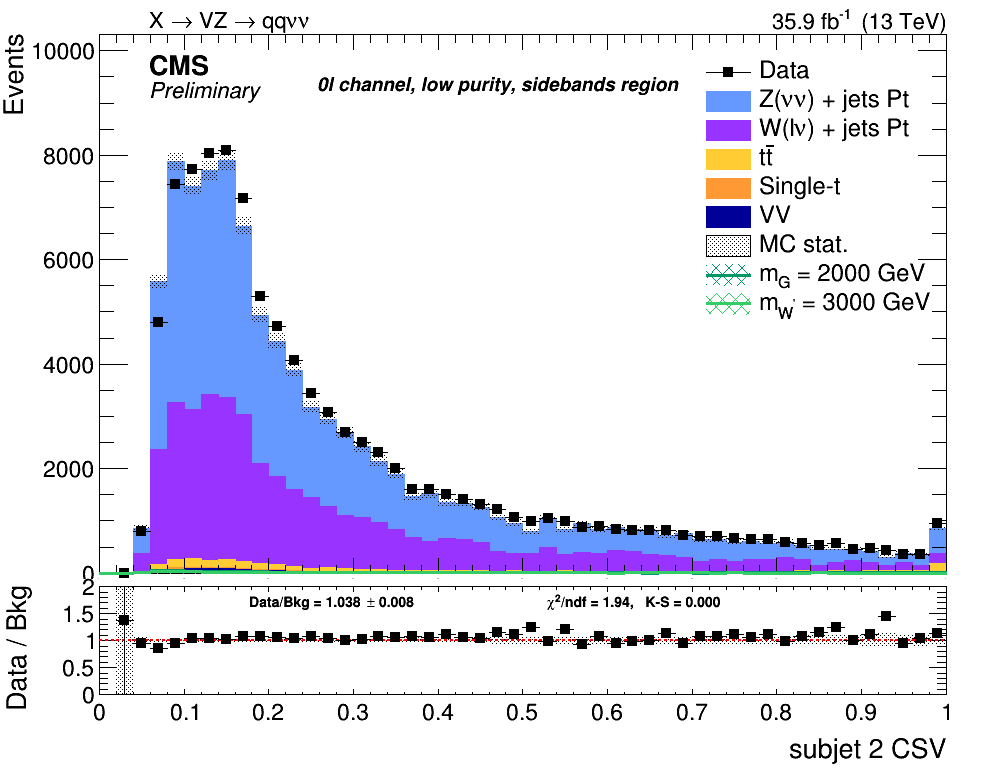 X → VZ → qqνν 35.9 fb⁻¹ (13 TeV)
Events
CMS
Preliminary
0l channel, low purity, sidebands region
Data
Z(νν) + jets Pt
W(lν) + jets Pt
tt̄
Single-t
VV
MC stat.
m_G = 2000 GeV
m_W' = 3000 GeV
10000
8000
6000
4000
2000
0
Data / Bkg
Data/Bkg = 1.038 ± 0.008 χ²/ndf = 1.94, K-S = 0.000
2
1.5
1
0.5
0
0 0.1 0.2 0.3 0.4 0.5 0.6 0.7 0.8 0.9 1
subjet 2 CSV